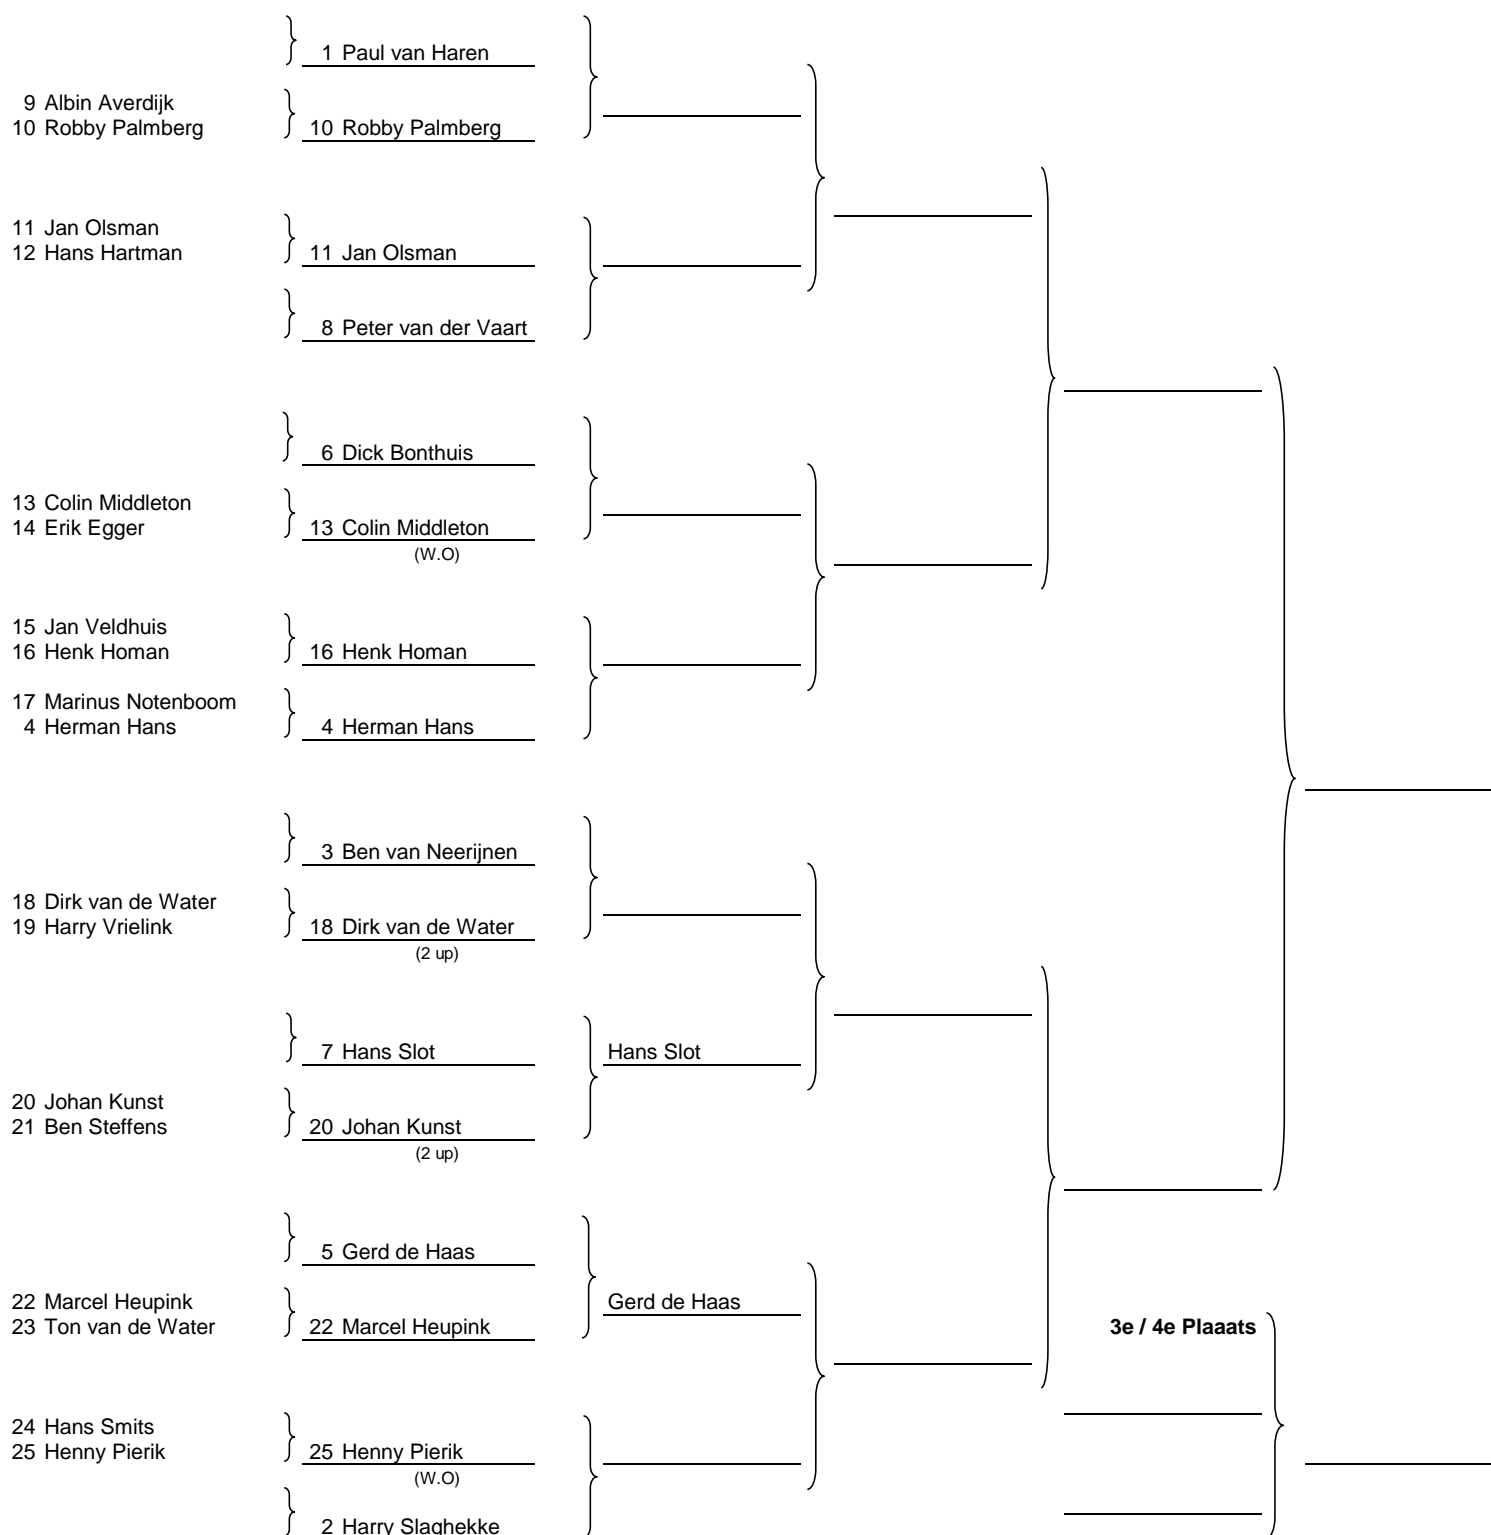 1 Paul van Haren
9 Albin Averdijk
10 Robby Palmberg
10 Robby Palmberg
11 Jan Olsman
12 Hans Hartman
11 Jan Olsman
8 Peter van der Vaart
6 Dick Bonthuis
13 Colin Middleton
14 Erik Egger
13 Colin Middleton
(W.O)
15 Jan Veldhuis
16 Henk Homan
16 Henk Homan
17 Marinus Notenboom
4 Herman Hans
4 Herman Hans
3 Ben van Neerijnen
18 Dirk van de Water
19 Harry Vrielink
18 Dirk van de Water
(2 up)
7 Hans Slot
Hans Slot
20 Johan Kunst
21 Ben Steffens
20 Johan Kunst
(2 up)
5 Gerd de Haas
22 Marcel Heupink
23 Ton van de Water
22 Marcel Heupink
Gerd de Haas
3e / 4e Plaaats
24 Hans Smits
25 Henny Pierik
25 Henny Pierik
(W.O)
2 Harry Slaghekke